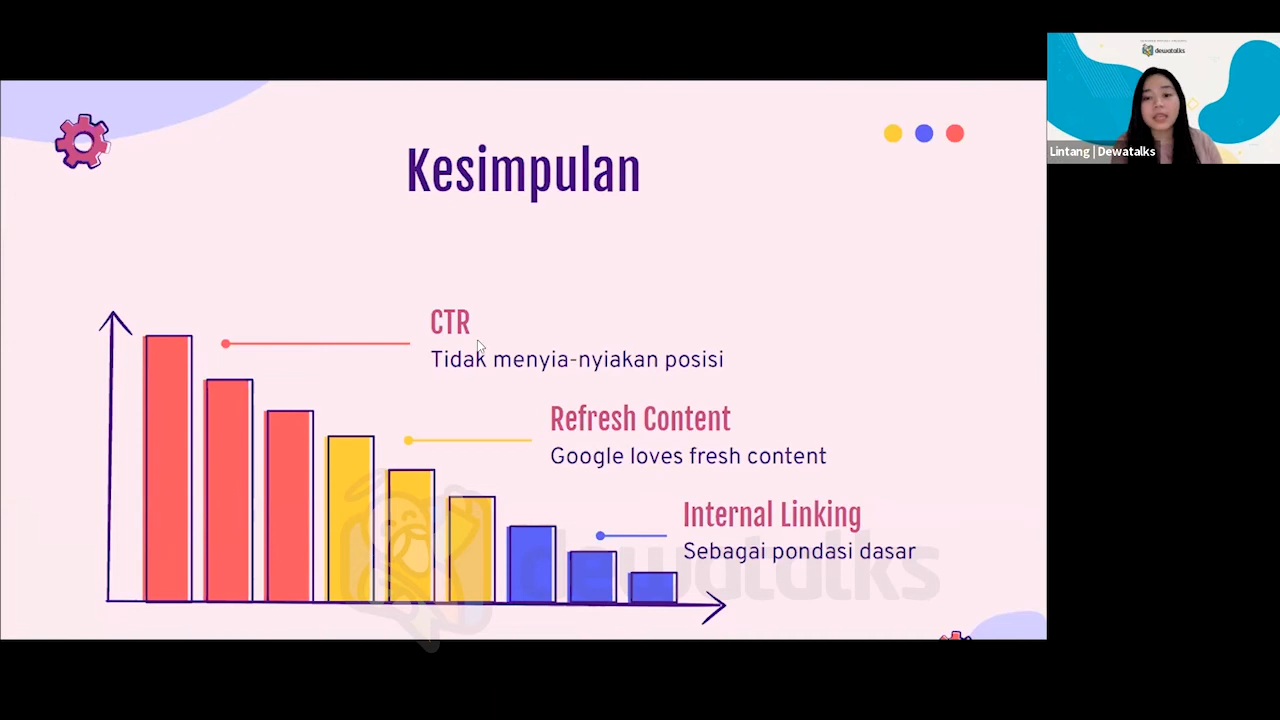 dewatalks
Lintang | Dewatalks
Kesimpulan
CTR
Tidak menyia-nyiakan posisi
Refresh Content
Google loves fresh content
Internal Linking
Sebagai pondasi dasar
dewatalks